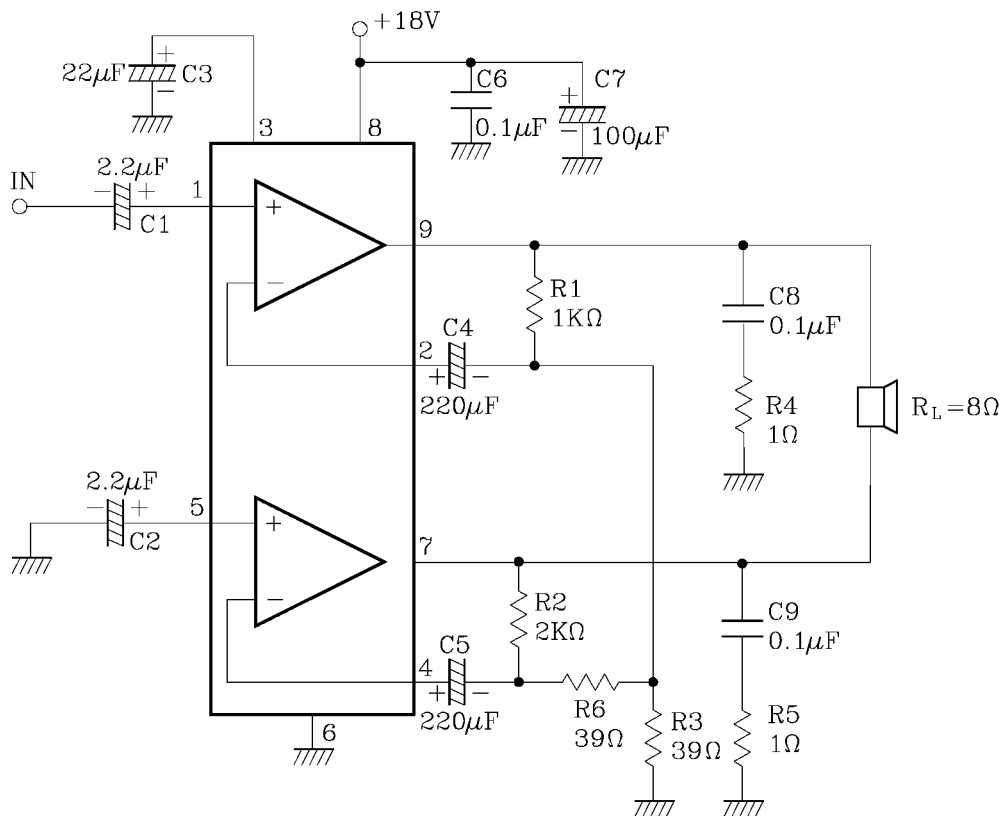 +18V
22µF
+
−
C3
C6
0.1µF
C7
+
−
100µF
3
8
2.2µF
IN
− +
1
C1
+
−
9
R1
1KΩ
C8
0.1µF
2
C4
+ −
220µF
R4
1Ω
R_L=8Ω
2.2µF
− +
5
C2
+
−
7
R2
2KΩ
C9
0.1µF
4
C5
+ −
220µF
R6
39Ω
R3
39Ω
R5
1Ω
6